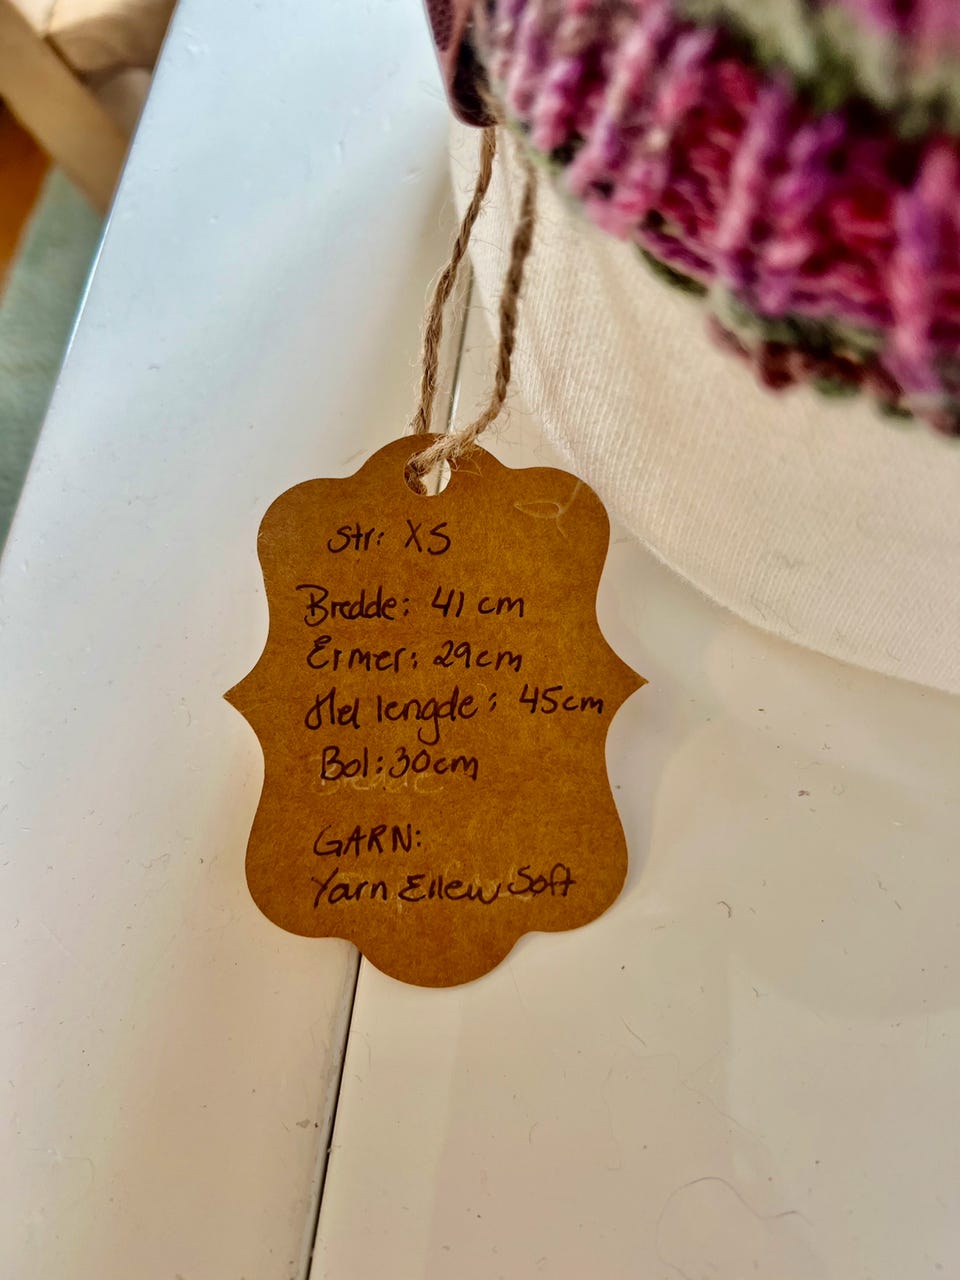 Str: XS
Bredde: 41 cm
Ermer: 29cm
Hel lengde: 45cm
Bol: 30cm
GARN:
Yarn Ellew Soft